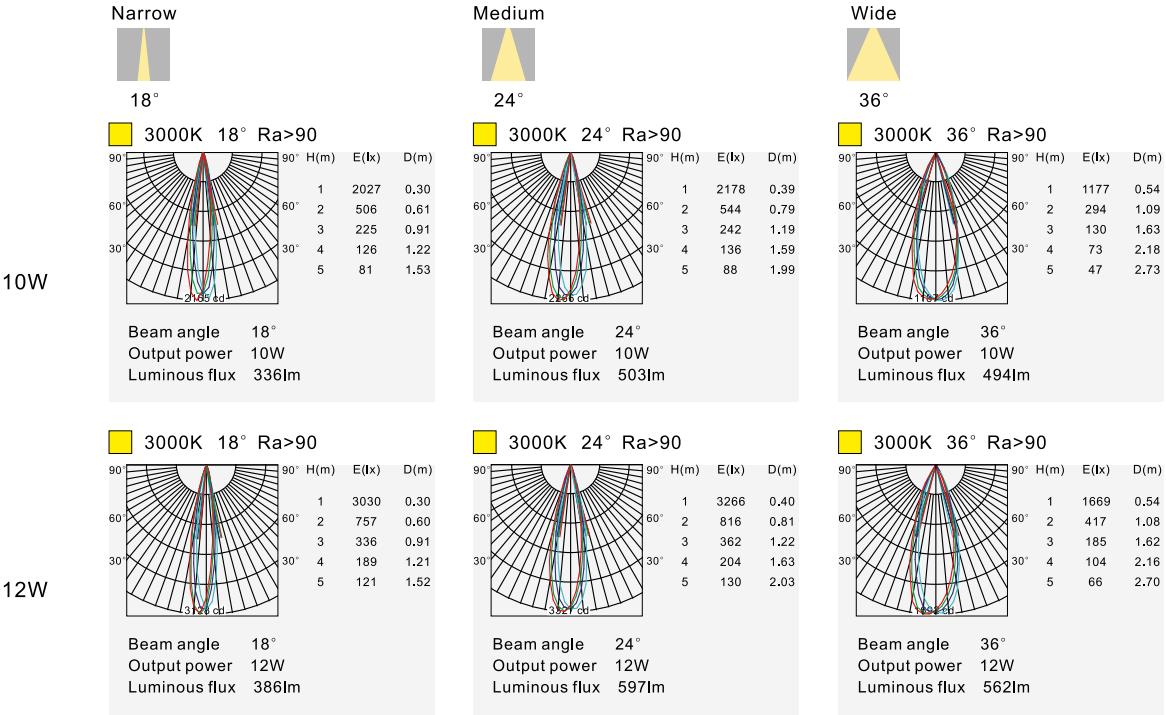 Narrow Medium Wide
18° 24° 36°
10W
3000K 18° Ra>90
90° 90° H(m) E(lx) D(m)
1 2027 0.30
60° 60° 2 506 0.61
3 225 0.91
30° 30° 4 126 1.22
5 81 1.53
Beam angle 18°
Output power 10W
Luminous flux 336lm
3000K 24° Ra>90
90° 90° H(m) E(lx) D(m)
1 2178 0.39
60° 60° 2 544 0.79
3 242 1.19
30° 30° 4 136 1.59
5 88 1.99
Beam angle 24°
Output power 10W
Luminous flux 503lm
3000K 36° Ra>90
90° 90° H(m) E(lx) D(m)
1 1177 0.54
60° 60° 2 294 1.09
3 130 1.63
30° 30° 4 73 2.18
5 47 2.73
Beam angle 36°
Output power 10W
Luminous flux 494lm
12W
3000K 18° Ra>90
90° 90° H(m) E(lx) D(m)
1 3030 0.30
60° 60° 2 757 0.60
3 336 0.91
30° 30° 4 189 1.21
5 121 1.52
cd
Beam angle 18°
Output power 12W
Luminous flux 386lm
3000K 24° Ra>90
90° 90° H(m) E(lx) D(m)
1 3266 0.40
60° 60° 2 816 0.81
3 362 1.22
30° 30° 4 204 1.63
5 130 2.03
cd
Beam angle 24°
Output power 12W
Luminous flux 597lm
3000K 36° Ra>90
90° 90° H(m) E(lx) D(m)
1 1669 0.54
60° 60° 2 417 1.08
3 185 1.62
30° 30° 4 104 2.16
5 66 2.70
cd
Beam angle 36°
Output power 12W
Luminous flux 562lm